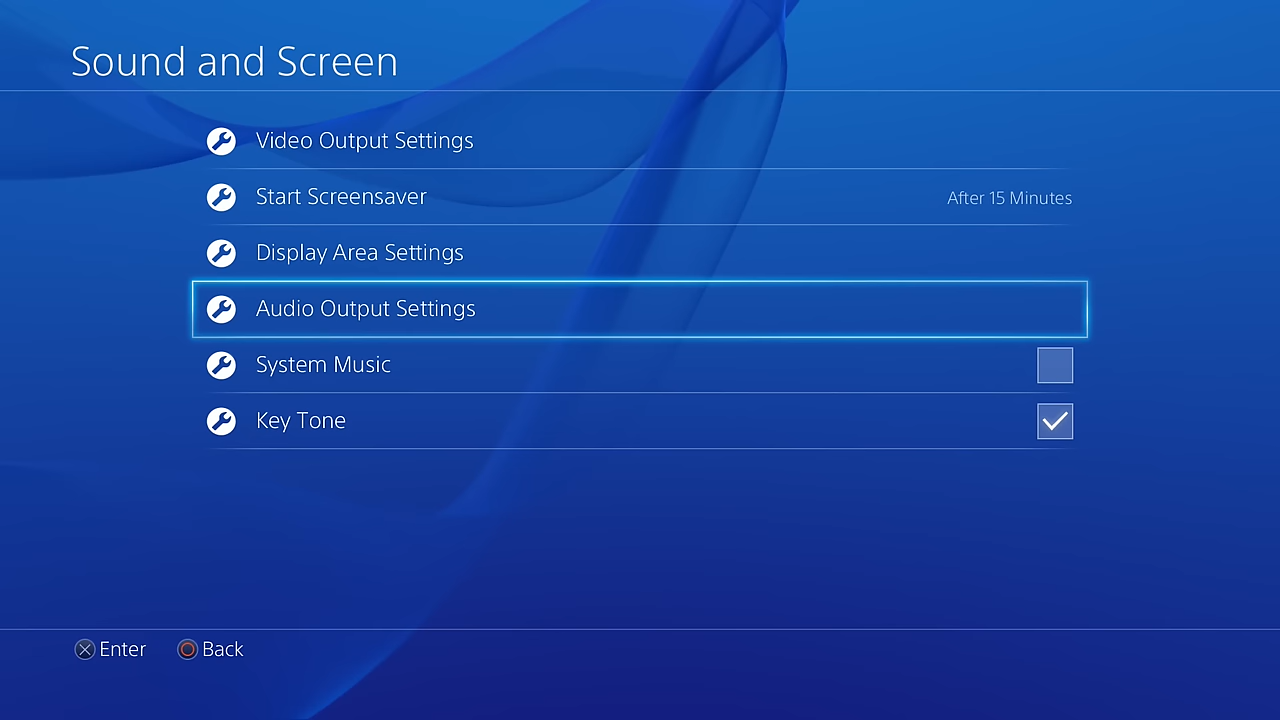 Sound and Screen
Video Output Settings
Start Screensaver After 15 Minutes
Display Area Settings
Audio Output Settings
System Music
Key Tone
Enter Back